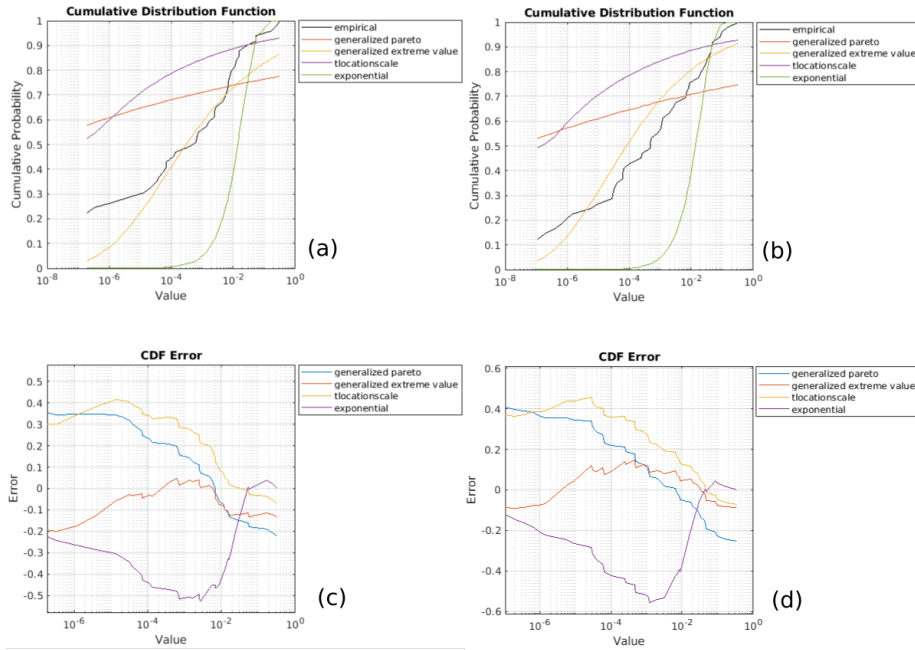 Cumulative Distribution Function
Cumulative Probability
1
0.9
0.8
0.7
0.6
0.5
0.4
0.3
0.2
0.1
0
10-8
10-6
10-4
10-2
100
Value
empirical
generalized pareto
generalized extreme value
tlocationscale
exponential
(a)
Cumulative Distribution Function
Cumulative Probability
1
0.9
0.8
0.7
0.6
0.5
0.4
0.3
0.2
0.1
0
10-8
10-6
10-4
10-2
100
Value
empirical
generalized pareto
generalized extreme value
tlocationscale
exponential
(b)
CDF Error
Error
0.5
0.4
0.3
0.2
0.1
0
-0.1
-0.2
-0.3
-0.4
-0.5
10-6
10-4
10-2
100
Value
generalized pareto
generalized extreme value
tlocationscale
exponential
(c)
CDF Error
Error
0.6
0.4
0.2
0
-0.2
-0.4
-0.6
10-6
10-4
10-2
100
Value
generalized pareto
generalized extreme value
tlocationscale
exponential
(d)